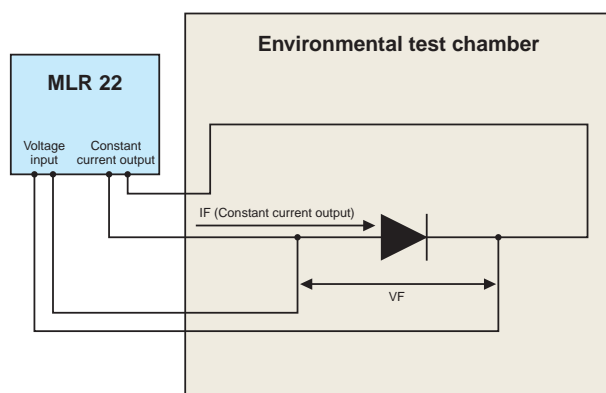 Environmental test chamber
MLR 22
Voltage
input
Constant
current output
IF (Constant current output)
VF